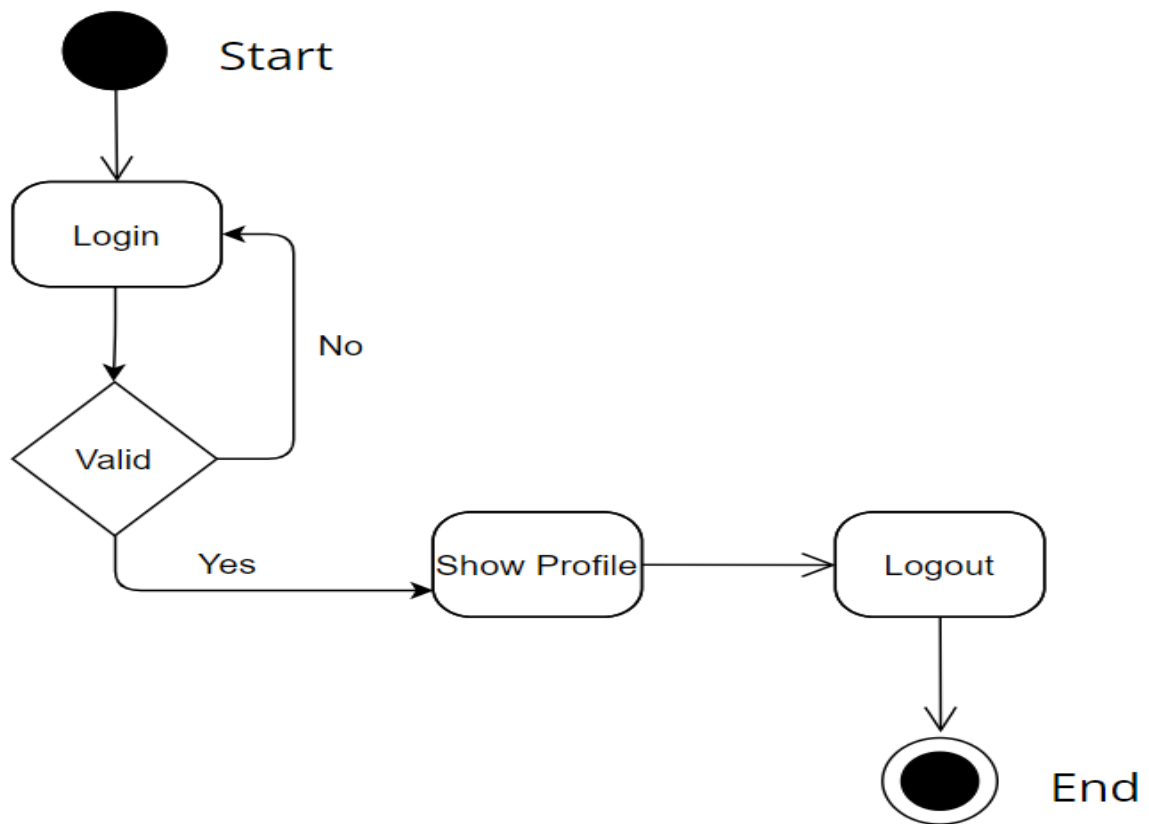 Start
Login
No
Valid
Yes
Show Profile
Logout
End